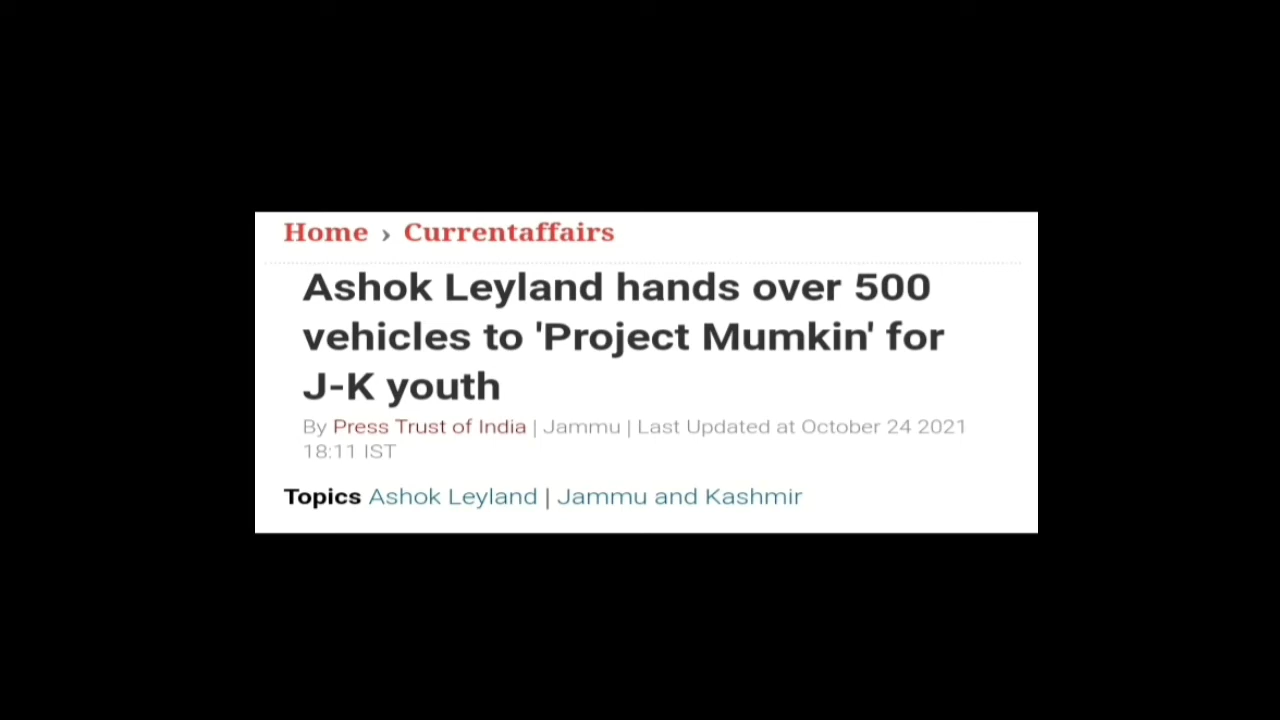 Home › Currentaffairs
Ashok Leyland hands over 500
vehicles to 'Project Mumkin' for
J-K youth
By Press Trust of India | Jammu | Last Updated at October 24 2021
18:11 IST
Topics Ashok Leyland | Jammu and Kashmir